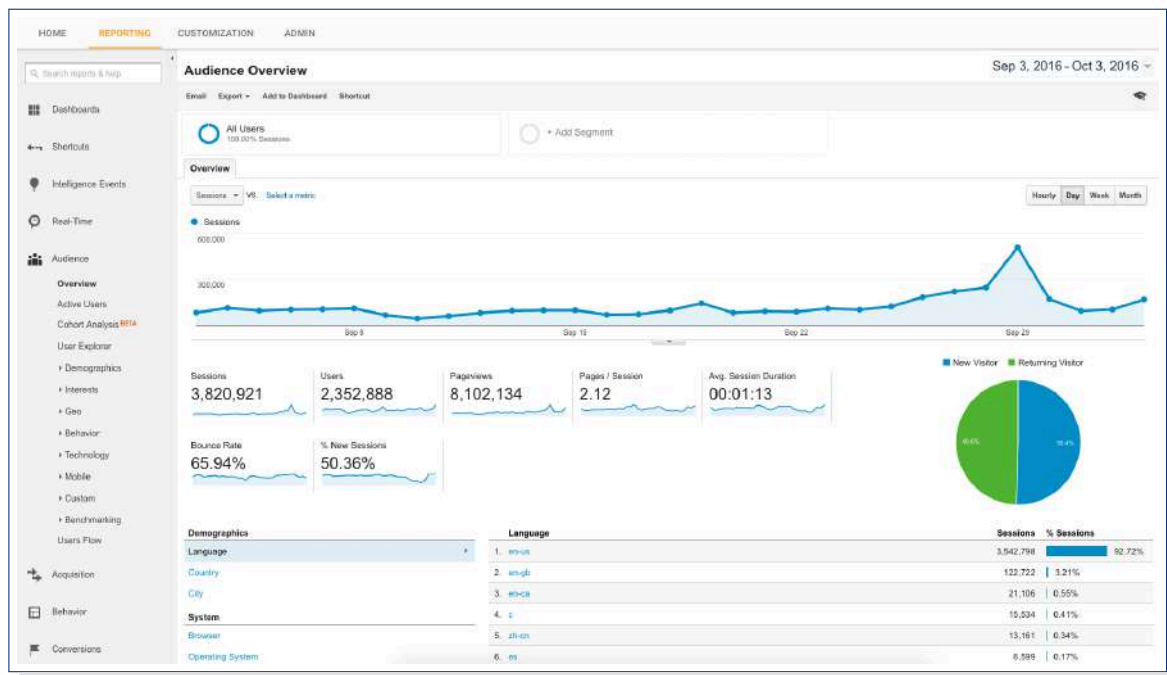 HOME REPORTING CUSTOMIZATION ADMIN
Search reports & help
Dashboards
Shortcuts
Intelligence Events
Real-Time
Audience
Overview
Active Users
Cohort Analysis BETA
User Explorer
Demographics
Interests
Geo
Behavior
Technology
Mobile
Custom
Benchmarking
Users Flow
Acquisition
Behavior
Conversions
Audience Overview
Sep 3, 2016 - Oct 3, 2016
Email Export Add to Dashboard Shortcut
All Users
100.00% Sessions
+ Add Segment
Overview
Sessions VS. Select a metric
Hourly Day Week Month
Sessions
600,000
300,000
Sep 8 Sep 15 Sep 22 Sep 29
New Visitor Returning Visitor
Sessions
3,820,921
Users
2,352,888
Pageviews
8,102,134
Pages / Session
2.12
Avg. Session Duration
00:01:13
Bounce Rate
65.94%
% New Sessions
50.36%
Demographics
Language
Country
City
System
Browser
Operating System
Language Sessions % Sessions
1. en-us 3,542,798 92.72%
2. en-gb 122,722 3.21%
3. en-ca 21,106 0.55%
4. c 15,534 0.41%
5. zh-cn 13,161 0.34%
6. es 6,599 0.17%